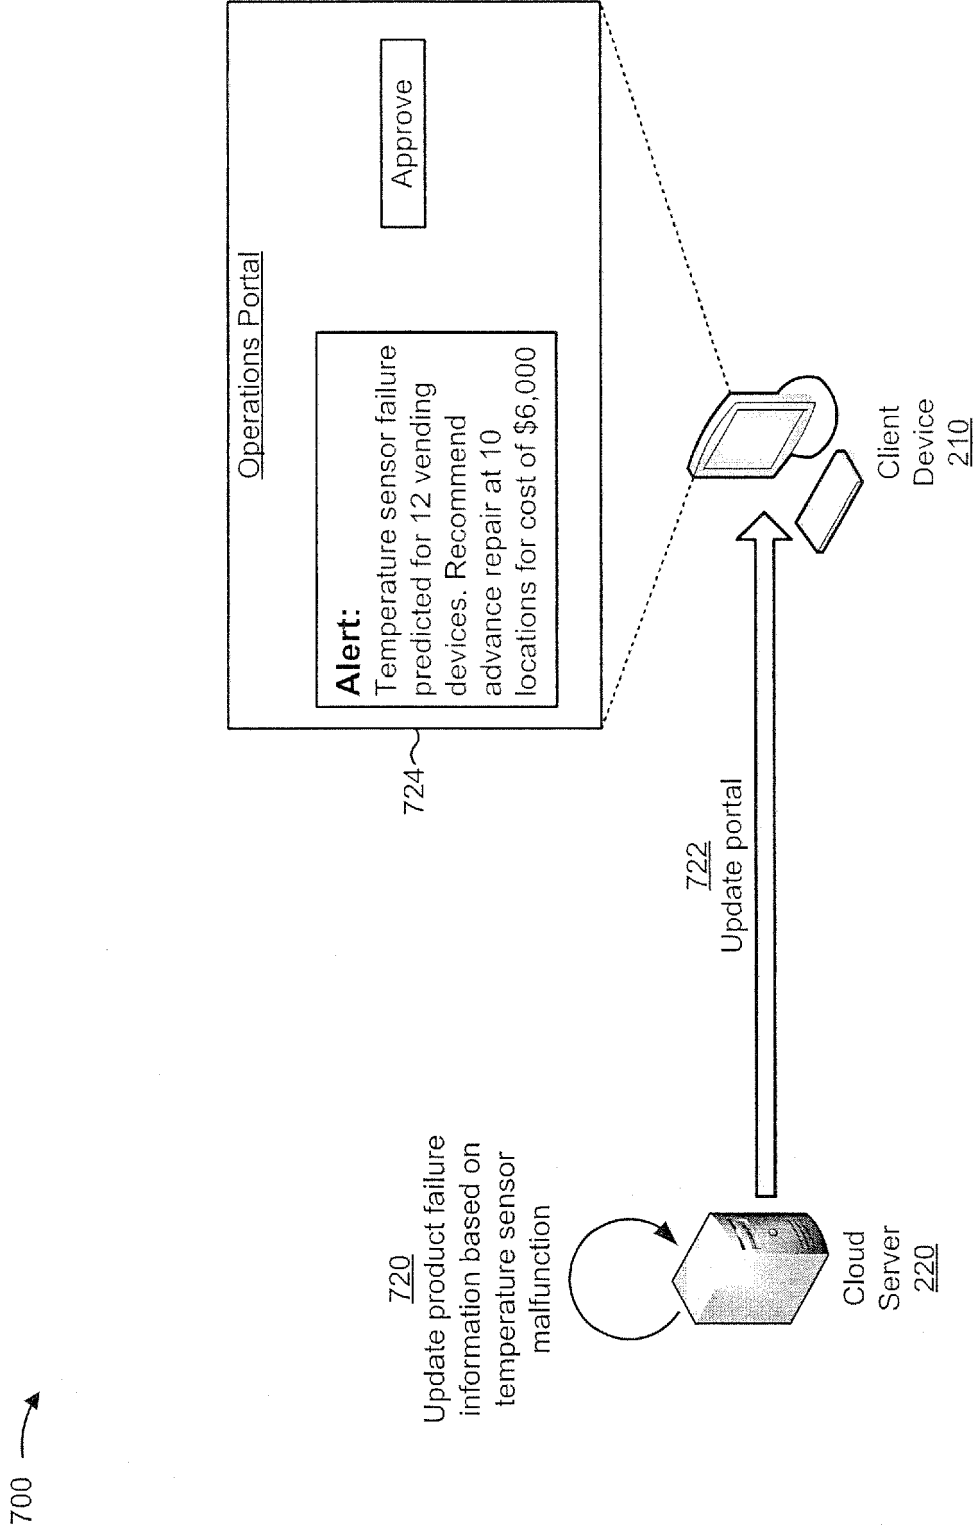 700
720
Update product failure
information based on
temperature sensor
malfunction
Cloud
Server
220
722
Update portal
724
Operations Portal
Alert:
Temperature sensor failure
predicted for 12 vending
devices. Recommend
advance repair at 10
locations for cost of $6,000
Approve
Client
Device
210